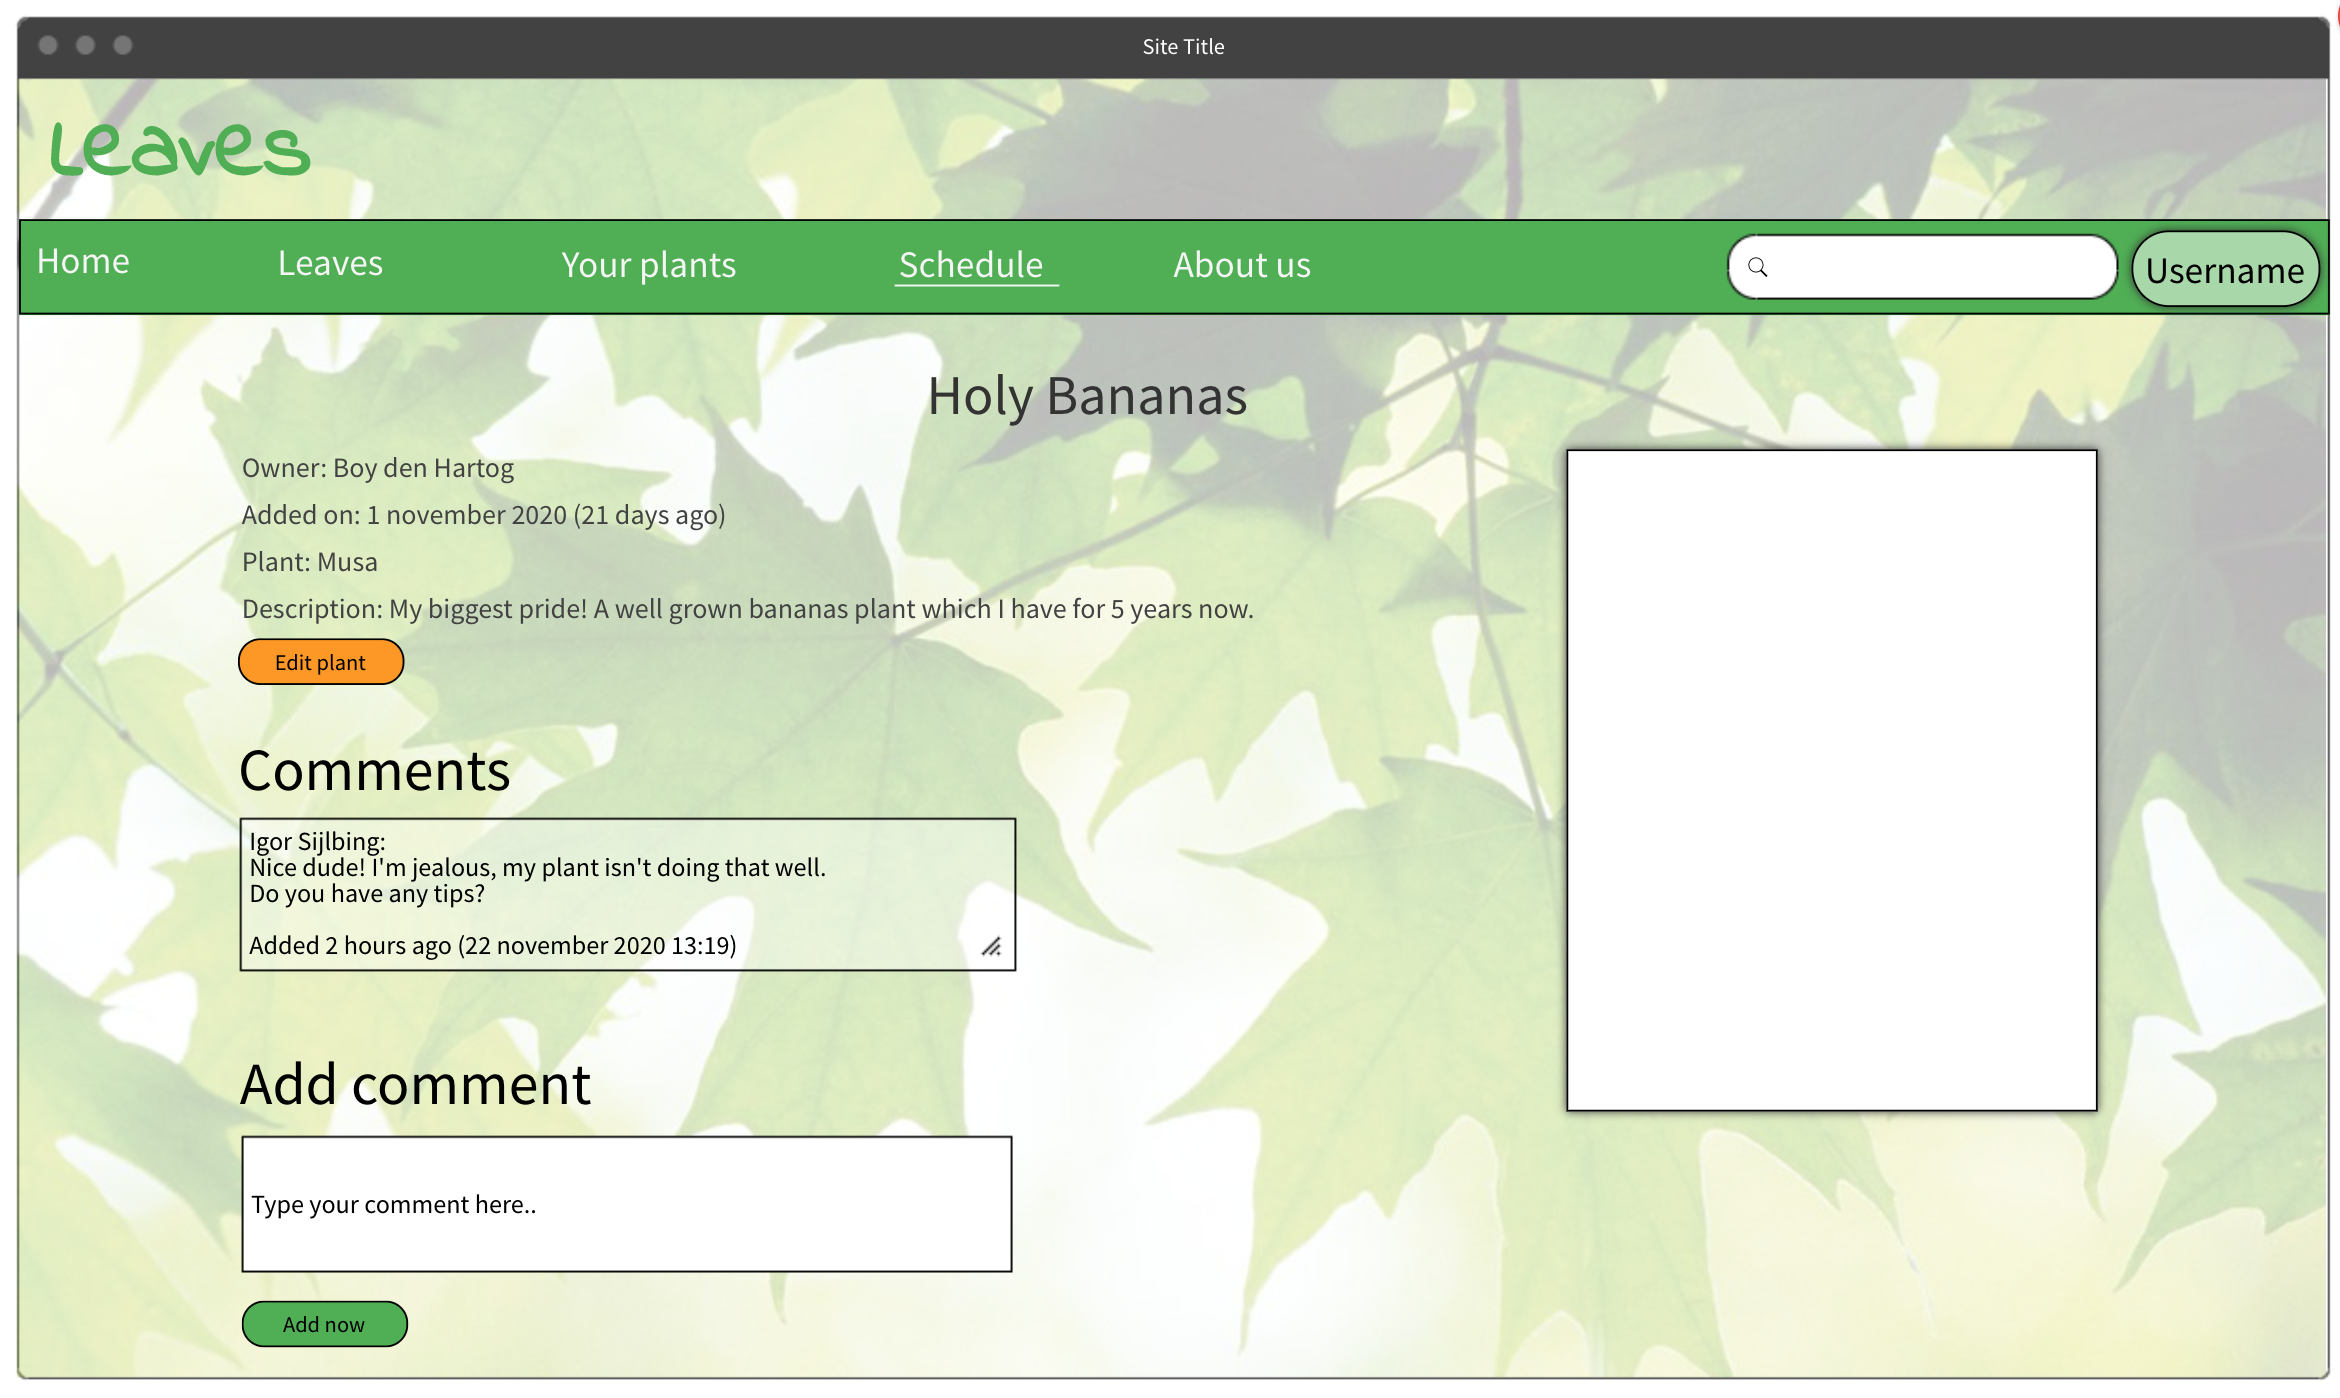 Site Title
Leaves
Home
Leaves
Your plants
Schedule
About us
Username
Holy Bananas
Owner: Boy den Hartog
Added on: 1 november 2020 (21 days ago)
Plant: Musa
Description: My biggest pride! A well grown bananas plant which I have for 5 years now.
Edit plant
Comments
Igor Sijlbing:
Nice dude! I'm jealous, my plant isn't doing that well.
Do you have any tips?
Added 2 hours ago (22 november 2020 13:19)
Add comment
Type your comment here..
Add now